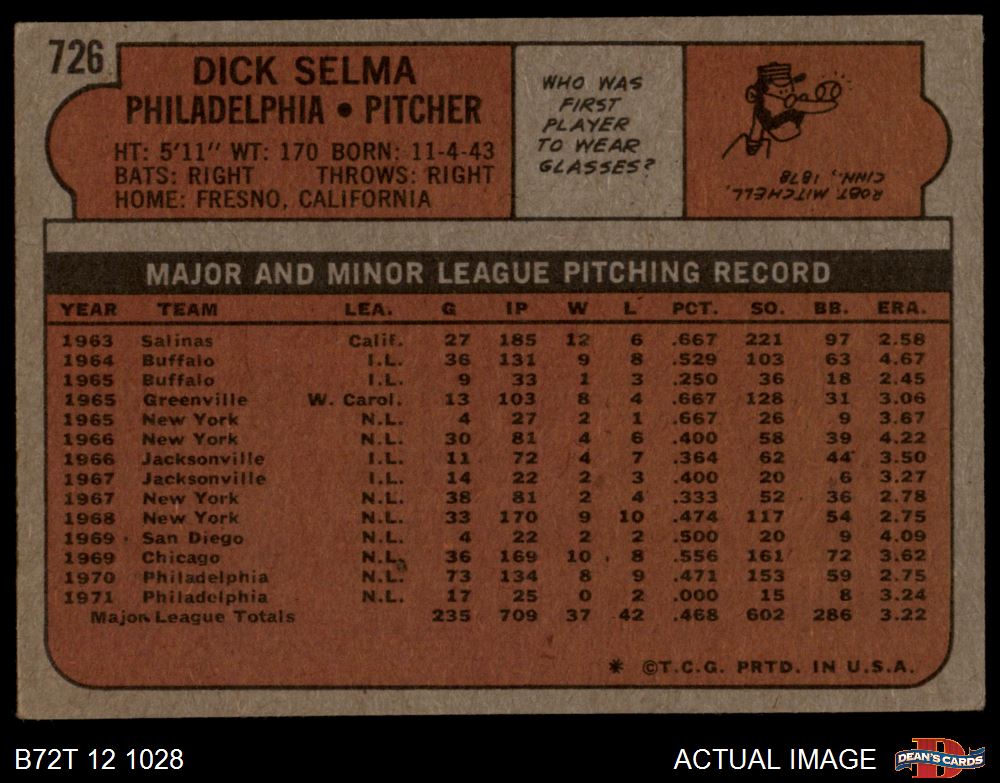 726
DICK SELMA
PHILADELPHIA • PITCHER
HT: 5'11" WT: 170 BORN: 11-4-43
BATS: RIGHT THROWS: RIGHT
HOME: FRESNO, CALIFORNIA
WHO WAS
FIRST
PLAYER
TO WEAR
GLASSES?
ROBT. MITCHELL,
CINN., 1878
MAJOR AND MINOR LEAGUE PITCHING RECORD
YEAR TEAM LEA. G IP W L PCT. SO. BB. ERA.
1963 Salinas Calif. 27 185 12 6 .667 221 97 2.58
1964 Buffalo I.L. 36 131 9 8 .529 103 63 4.67
1965 Buffalo I.L. 9 33 1 3 .250 36 18 2.45
1965 Greenville W. Carol. 13 103 8 4 .667 128 31 3.06
1965 New York N.L. 4 27 2 1 .667 26 9 3.67
1966 New York N.L. 30 81 4 6 .400 58 39 4.22
1966 Jacksonville I.L. 11 72 4 7 .364 62 44 3.50
1967 Jacksonville I.L. 14 22 2 3 .400 20 6 3.27
1967 New York N.L. 38 81 2 4 .333 52 36 2.78
1968 New York N.L. 33 170 9 10 .474 117 54 2.75
1969 San Diego N.L. 4 22 2 2 .500 20 9 4.09
1969 Chicago N.L. 36 169 10 8 .556 161 72 3.62
1970 Philadelphia N.L. 73 134 8 9 .471 153 59 2.75
1971 Philadelphia N.L. 17 25 0 2 .000 15 8 3.24
Major League Totals 235 709 37 42 .468 602 286 3.22
* ©T.C.G. PRTD. IN U.S.A.
B72T 12 1028
ACTUAL IMAGE
DEAN'S CARDS